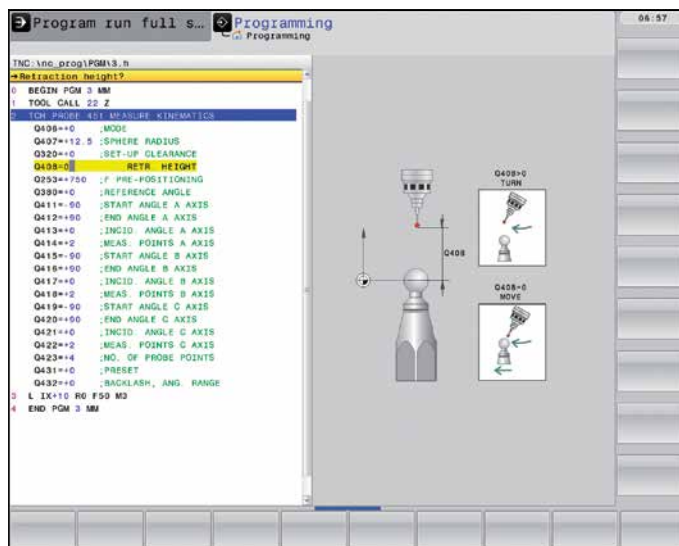 Program run full s...
Programming
Programming
06:57
TNC:\nc_prog\PGM\3.h
→Retraction height?
0 BEGIN PGM 3 MM
1 TOOL CALL 22 Z
2 TCH PROBE 451 MEASURE KINEMATICS
Q406=+0 ;MODE
Q407=+12.5 ;SPHERE RADIUS
Q320=+0 ;SET-UP CLEARANCE
Q408=0 RETR. HEIGHT
Q253=+750 ;F PRE-POSITIONING
Q380=+0 ;REFERENCE ANGLE
Q411=-90 ;START ANGLE A AXIS
Q412=+90 ;END ANGLE A AXIS
Q413=+0 ;INCID. ANGLE A AXIS
Q414=+2 ;MEAS. POINTS A AXIS
Q415=-90 ;START ANGLE B AXIS
Q416=+90 ;END ANGLE B AXIS
Q417=+0 ;INCID. ANGLE B AXIS
Q418=+2 ;MEAS. POINTS B AXIS
Q419=-90 ;START ANGLE C AXIS
Q420=+90 ;END ANGLE C AXIS
Q421=+0 ;INCID. ANGLE C AXIS
Q422=+2 ;MEAS. POINTS C AXIS
Q423=+4 ;NO. OF PROBE POINTS
Q431=+0 ;PRESET
Q432=+0 ;BACKLASH, ANG. RANGE
3 L IX+10 R0 F50 M3
4 END PGM 3 MM
Q408
Q408>0
TURN
Q408=0
MOVE